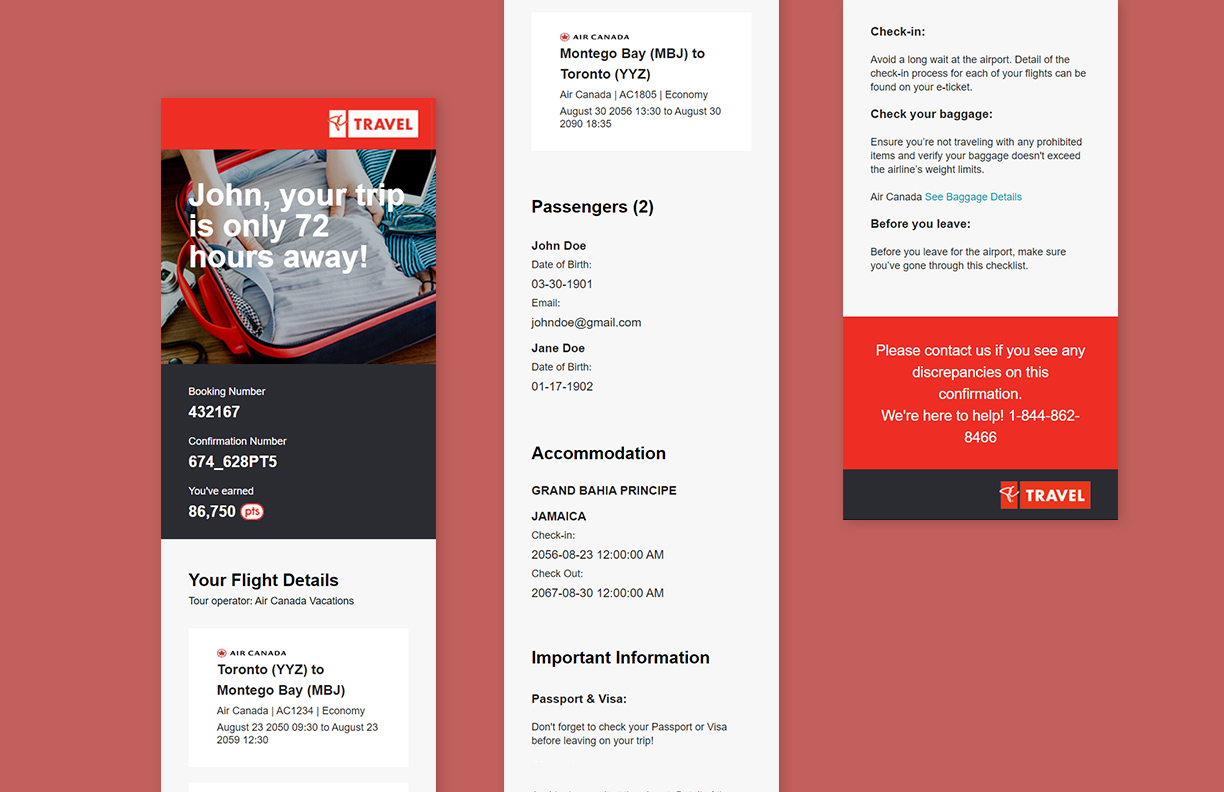 TRAVEL
John, your trip
is only 72
hours away!
Booking Number
432167
Confirmation Number
674_628PT5
You've earned
86,750 pts
Your Flight Details
Tour operator: Air Canada Vacations
AIR CANADA
Toronto (YYZ) to
Montego Bay (MBJ)
Air Canada | AC1234 | Economy
August 23 2050 09:30 to August 23
2059 12:30
AIR CANADA
Montego Bay (MBJ) to
Toronto (YYZ)
Air Canada | AC1805 | Economy
August 30 2056 13:30 to August 30
2090 18:35
Passengers (2)
John Doe
Date of Birth:
03-30-1901
Email:
johndoe@gmail.com
Jane Doe
Date of Birth:
01-17-1902
Accommodation
GRAND BAHIA PRINCIPE
JAMAICA
Check-in:
2056-08-23 12:00:00 AM
Check Out:
2067-08-30 12:00:00 AM
Important Information
Passport & Visa:
Don't forget to check your Passport or Visa
before leaving on your trip!
Check-in:
Avoid a long wait at the airport. Detail of the
check-in process for each of your flights can be
found on your e-ticket.
Check your baggage:
Ensure you’re not traveling with any prohibited
items and verify your baggage doesn't exceed
the airline’s weight limits.
Air Canada See Baggage Details
Before you leave:
Before you leave for the airport, make sure
you’ve gone through this checklist.
Please contact us if you see any
discrepancies on this
confirmation.
We're here to help! 1-844-862-
8466
TRAVEL